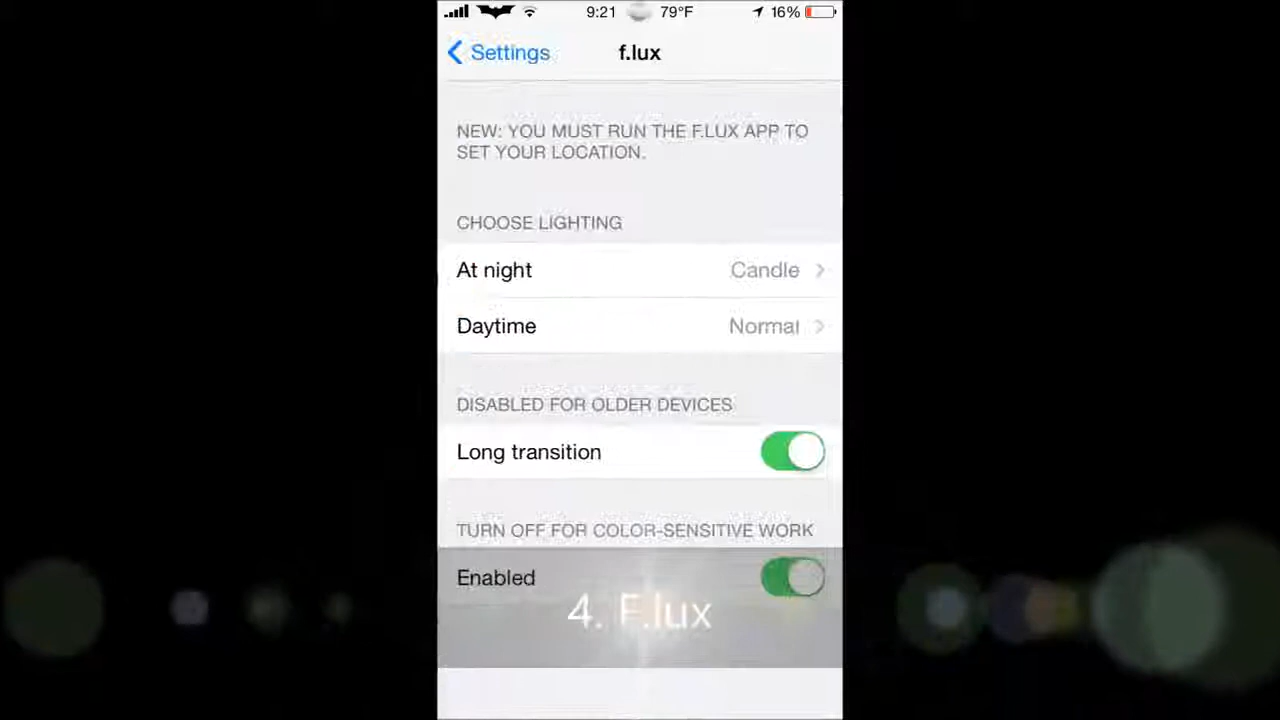 9:21 79°F 16%
Settings f.lux
NEW: YOU MUST RUN THE F.LUX APP TO
SET YOUR LOCATION.
CHOOSE LIGHTING
At night Candle
Daytime Normal
DISABLED FOR OLDER DEVICES
Long transition
TURN OFF FOR COLOR-SENSITIVE WORK
Enabled
4. F.lux